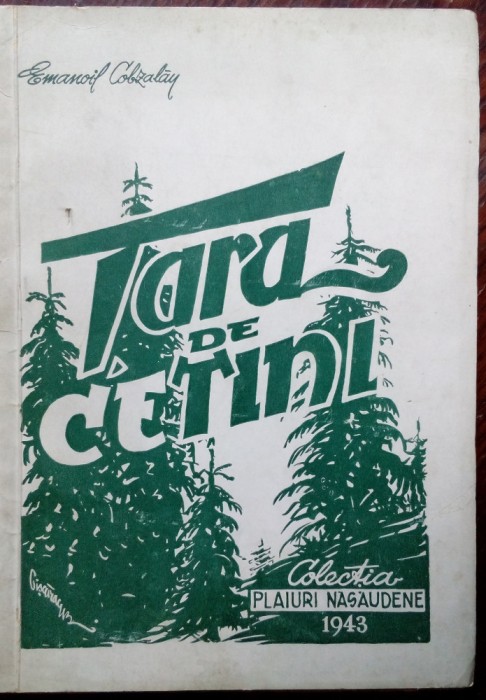 Emanoil Cobzalău
Țara
DE
CETINI
Colecția
PLAIURI NĂSĂUDENE
1943